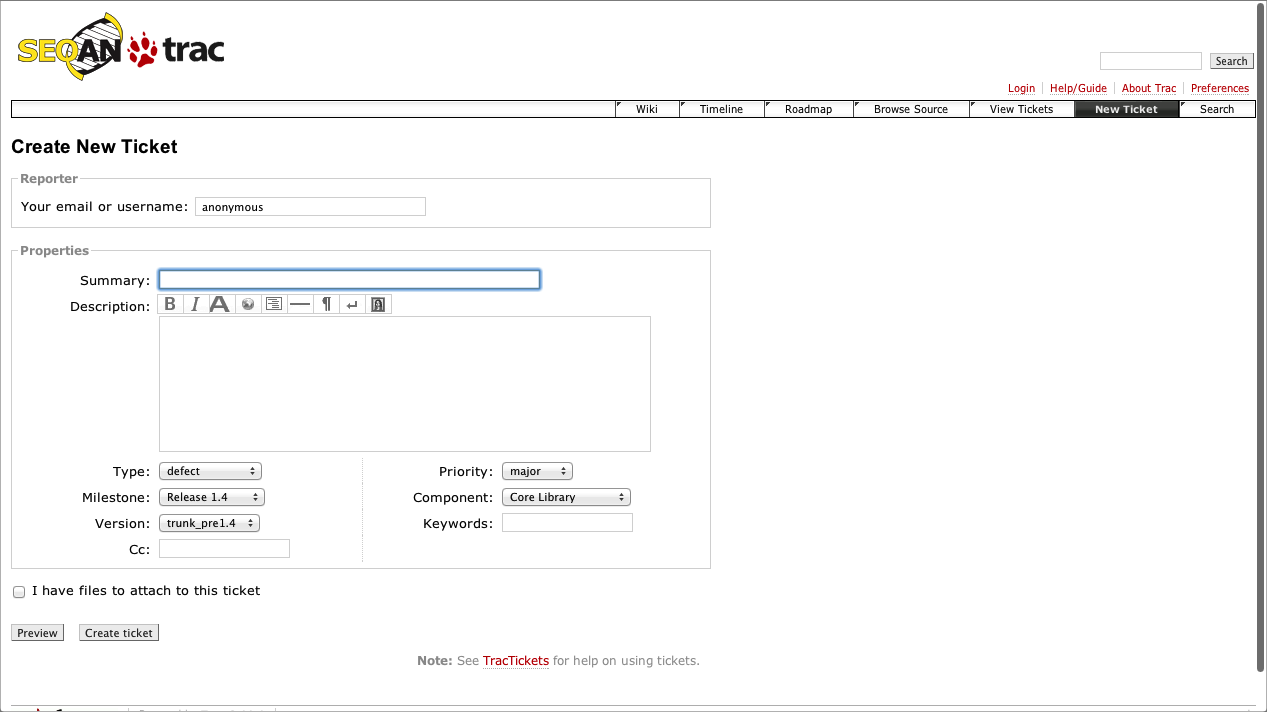 SEQAN trac
Search
Login Help/Guide About Trac Preferences
Wiki Timeline Roadmap Browse Source View Tickets New Ticket Search
Create New Ticket
Reporter
Your email or username: anonymous
Properties
Summary:
Description: B I A ¶ ↵
Type: defect Priority: major
Milestone: Release 1.4 Component: Core Library
Version: trunk_pre1.4 Keywords:
Cc:
I have files to attach to this ticket
Preview Create ticket
Note: See TracTickets for help on using tickets.